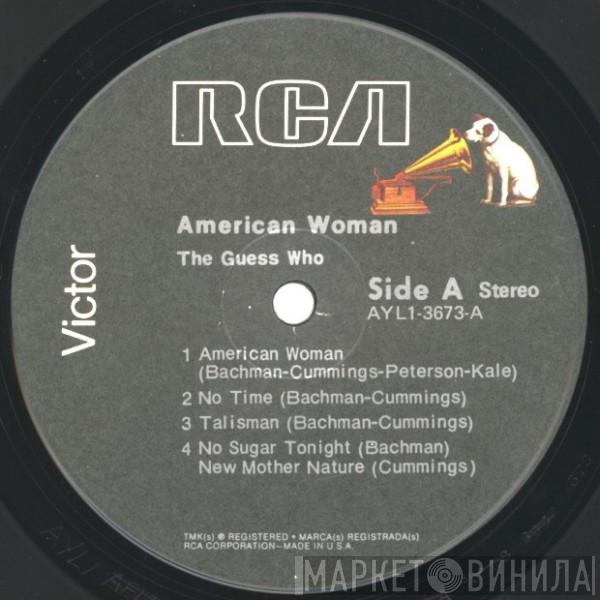 RCA
American Woman
The Guess Who
Victor
Side A Stereo
AYL1-3673-A
1 American Woman
(Bachman-Cummings-Peterson-Kale)
2 No Time (Bachman-Cummings)
3 Talisman (Bachman-Cummings)
4 No Sugar Tonight (Bachman)
New Mother Nature (Cummings)
TMK(s) ® REGISTERED • MARCA(s) REGISTRADA(s)
RCA CORPORATION—MADE IN U.S.A.
МАРКЕТ ВИНИЛА